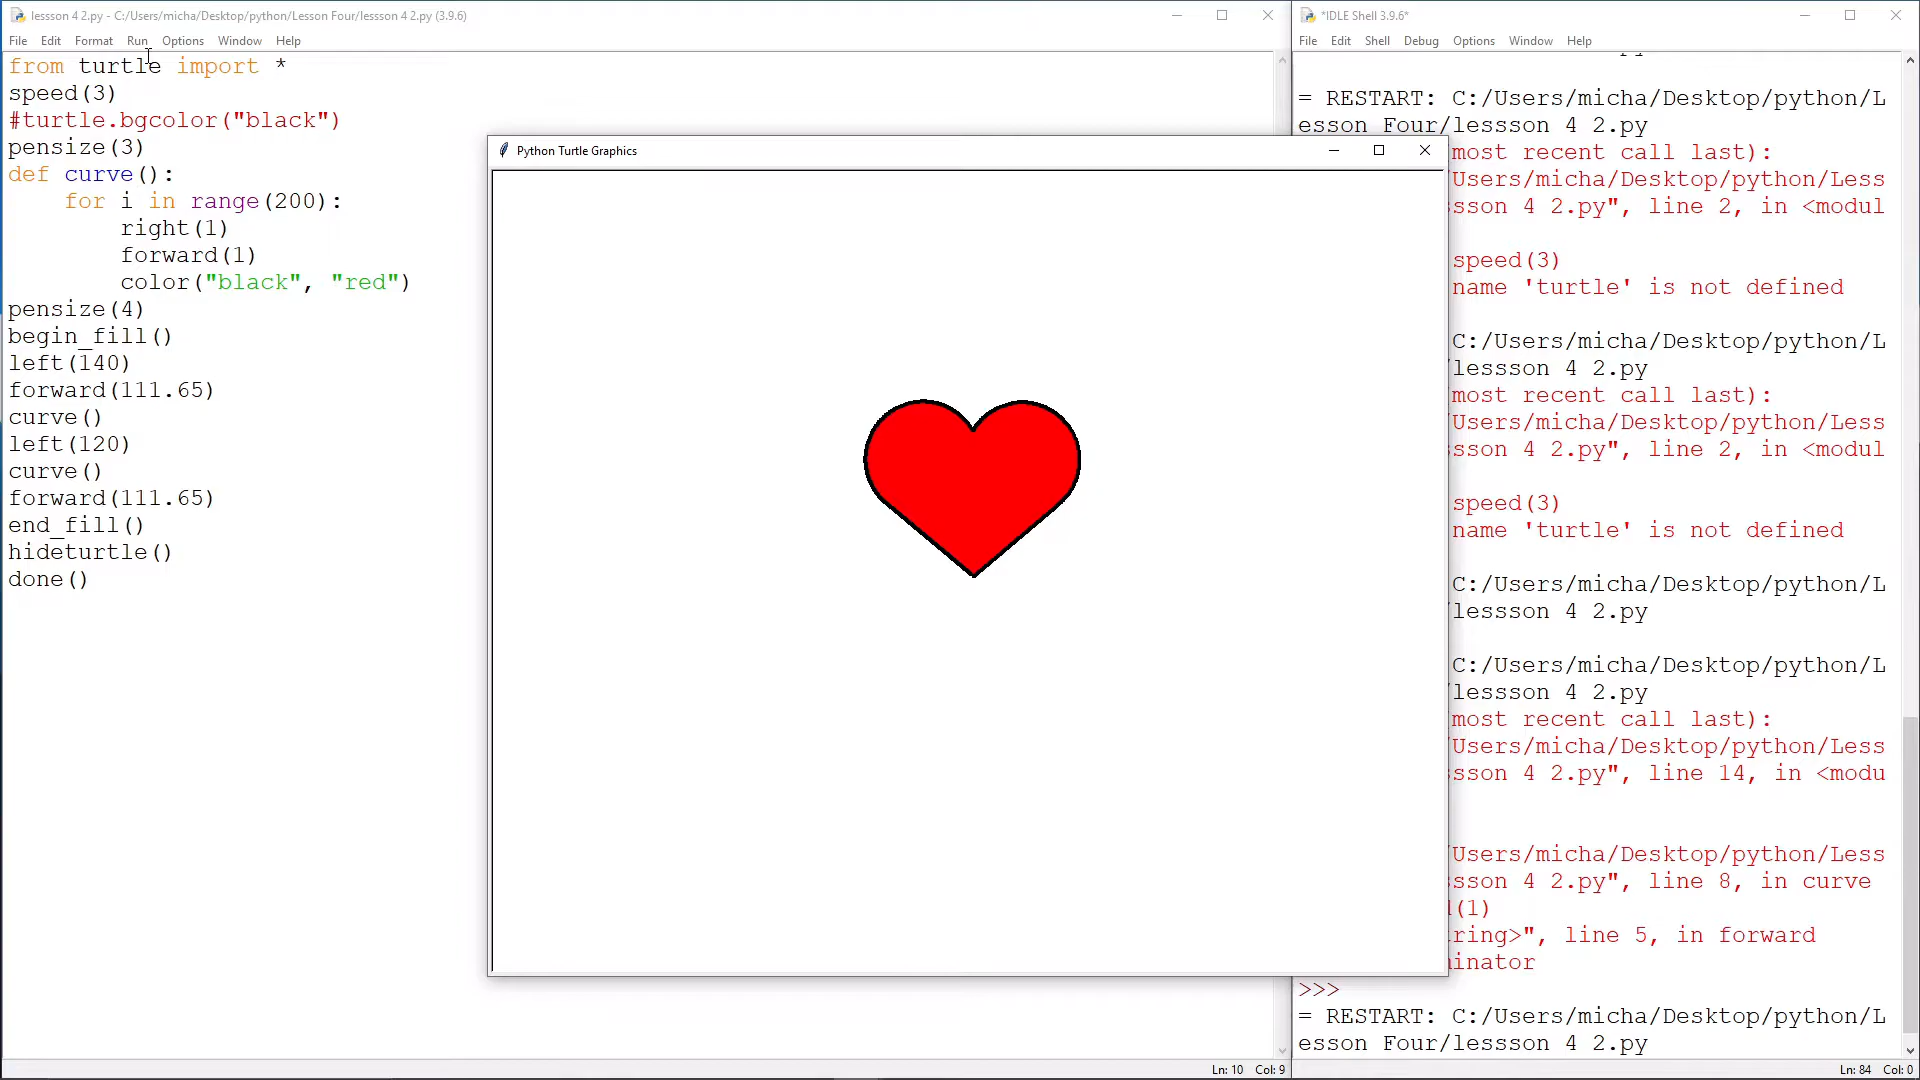 lessson 4 2.py - C:/Users/micha/Desktop/python/Lesson Four/lessson 4 2.py (3.9.6)
File Edit Format Run Options Window Help
from turtle import *
speed(3)
#turtle.bgcolor("black")
pensize(3)
def curve():
    for i in range(200):
        right(1)
        forward(1)
        color("black", "red")
pensize(4)
begin_fill()
left(140)
forward(111.65)
curve()
left(120)
curve()
forward(111.65)
end_fill()
hideturtle()
done()
Ln: 10 Col: 9
Python Turtle Graphics
*IDLE Shell 3.9.6*
File Edit Shell Debug Options Window Help
= RESTART: C:/Users/micha/Desktop/python/L
esson Four/lessson 4 2.py
most recent call last):
Users/micha/Desktop/python/Less
sson 4 2.py", line 2, in <modul
speed(3)
name 'turtle' is not defined
C:/Users/micha/Desktop/python/L
lessson 4 2.py
most recent call last):
Users/micha/Desktop/python/Less
sson 4 2.py", line 2, in <modul
speed(3)
name 'turtle' is not defined
C:/Users/micha/Desktop/python/L
lessson 4 2.py
C:/Users/micha/Desktop/python/L
lessson 4 2.py
most recent call last):
Users/micha/Desktop/python/Less
sson 4 2.py", line 14, in <modu
Users/micha/Desktop/python/Less
sson 4 2.py", line 8, in curve
(1)
ring>", line 5, in forward
minator
>>>
= RESTART: C:/Users/micha/Desktop/python/L
esson Four/lessson 4 2.py
Ln: 84 Col: 0